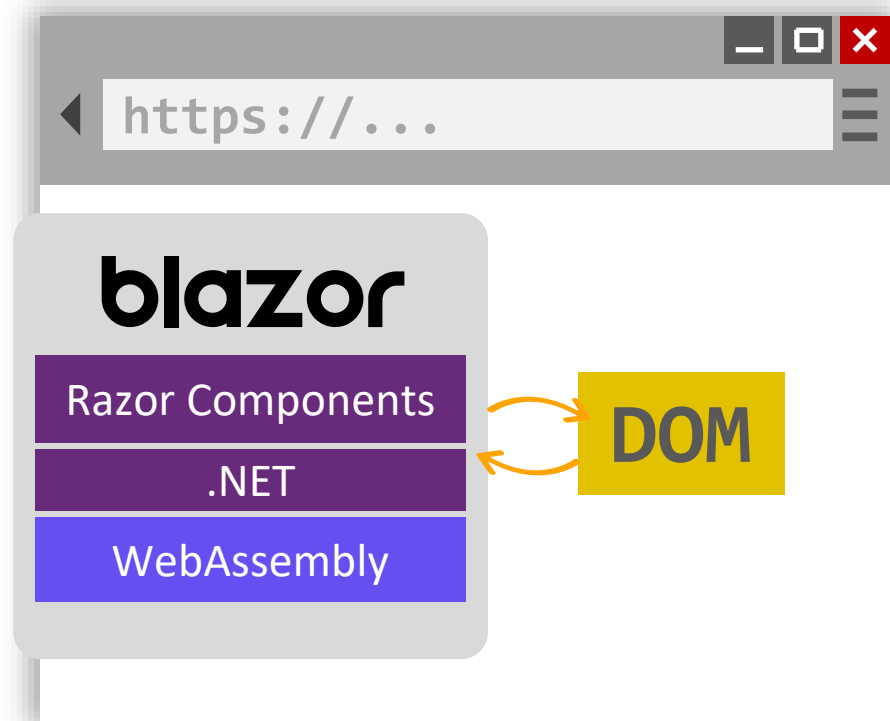 https://...
blazor
Razor Components
.NET
WebAssembly
DOM